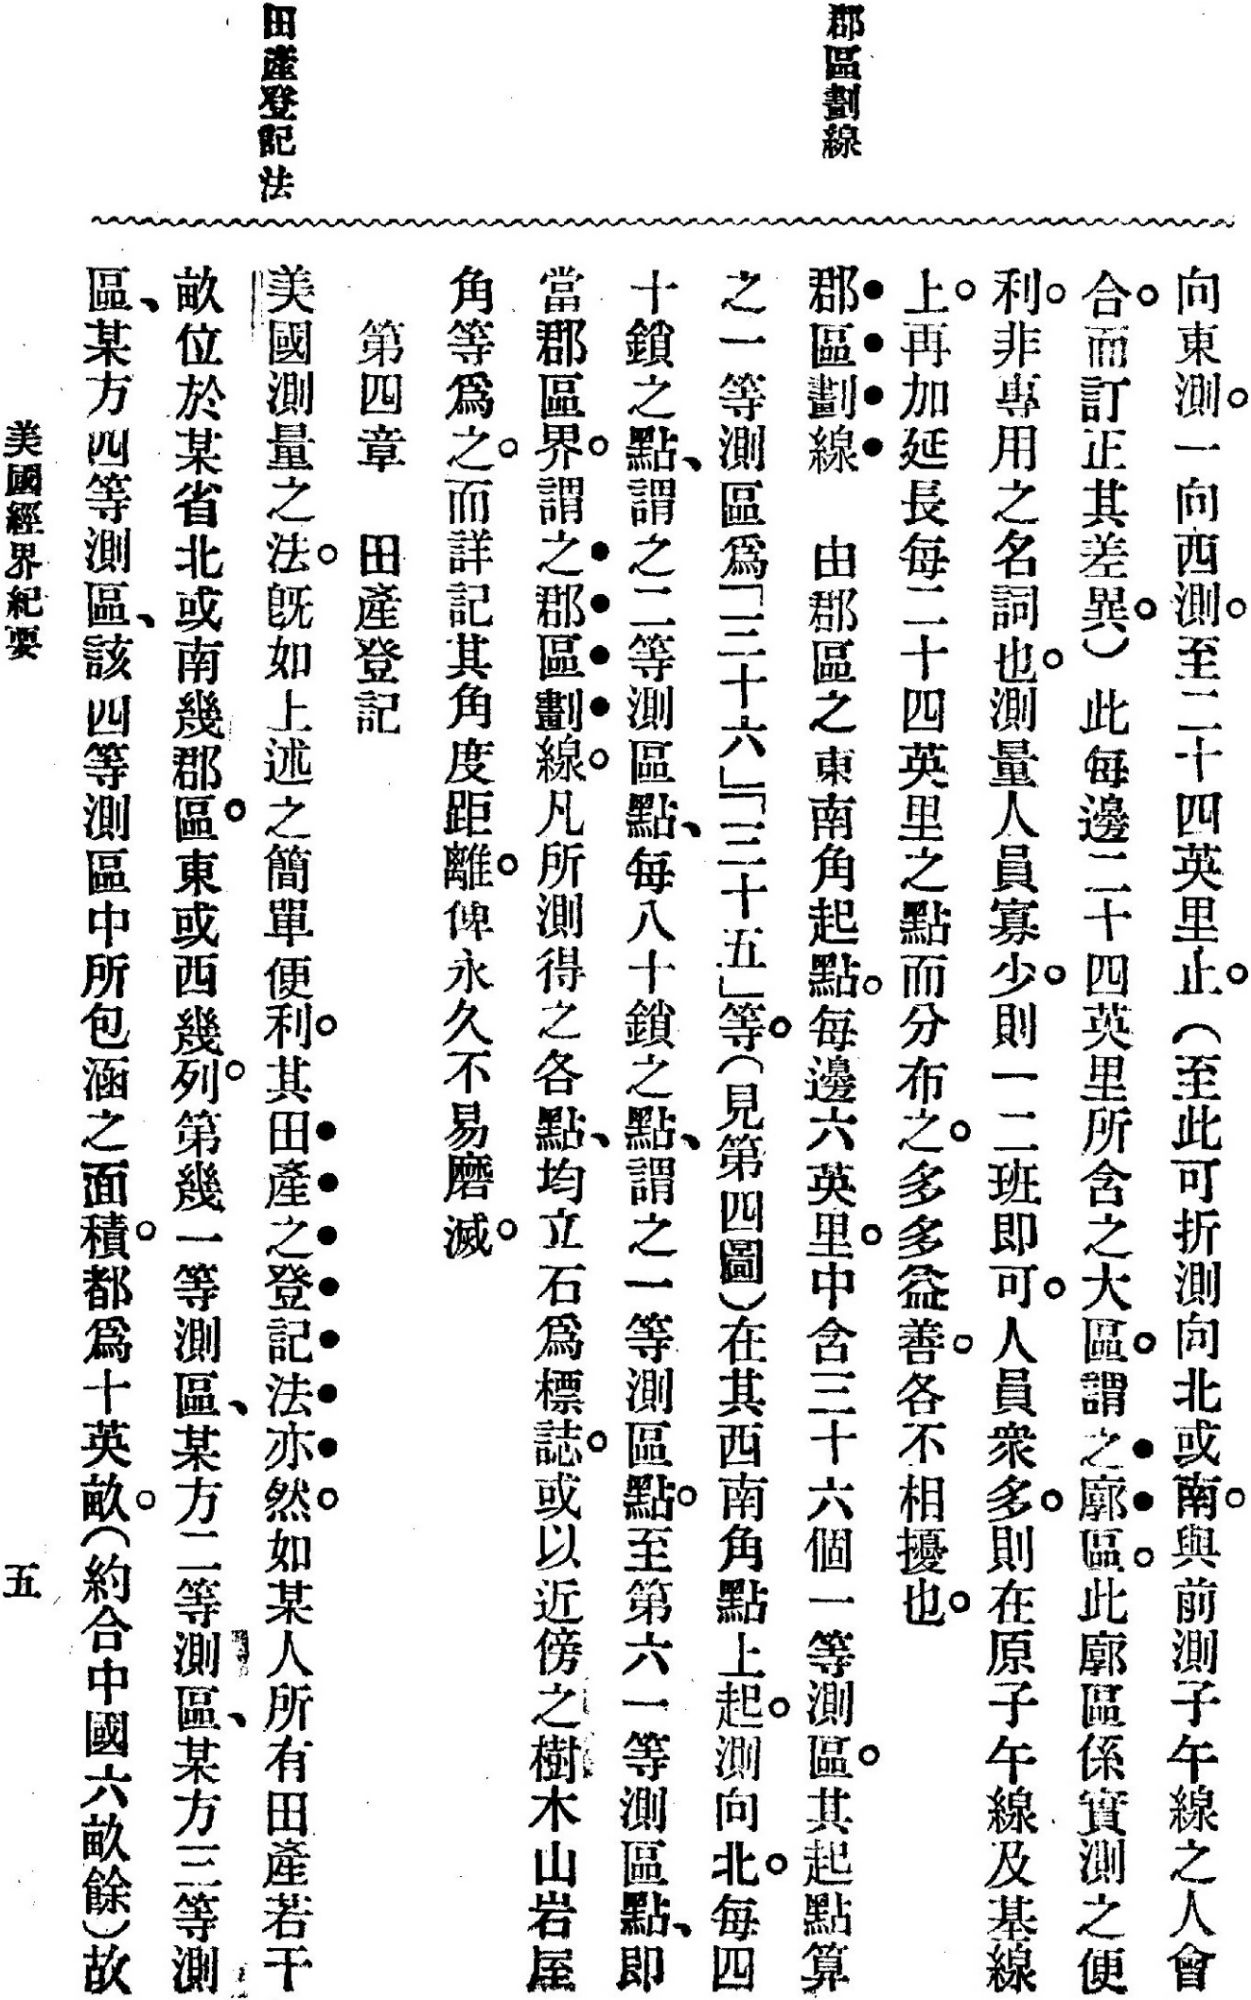 郡區劃線
田產登記法
向東測。一向西測。至二十四英里止。（至此可折測向北或南。與前測子午線之人會
合。而訂正其差異。）此每邊二十四英里所含之大區。謂之廓區。此廓區係實測之便
利。非專用之名詞也。測量人員寡少。則一二班即可。人員衆多。則在原子午線及基線
上。再加延長每二十四英里之點而分布之。多多益善。各不相擾也。
郡區劃線　由郡區之東南角起點。每邊六英里。中含三十六個一等測區。其起點算
之一等測區爲「三十六」「三十五」等。（見第四圖）在其西南角點上起。測向北。每四
十鎖之點、謂之二等測區點、每八十鎖之點、謂之一等測區點。至第六一等測區點、即
當郡區界。謂之郡區劃線。凡所測得之各點、均立石爲標誌。或以近傍之樹木山岩屋
角等爲之。而詳記其角度距離。俾永久不易磨滅。
第四章　田產登記
美國測量之法。旣如上述之簡單便利。其田產之登記法亦然。如某人所有田產若干
畝位於某省北或南幾郡區。東或西幾列。第幾一等測區、某方二等測區、某方三等測
區、某方四等測區、該四等測區中所包涵之面積。都爲十英畝。（約合中國六畝餘）故
美國經界紀要
五